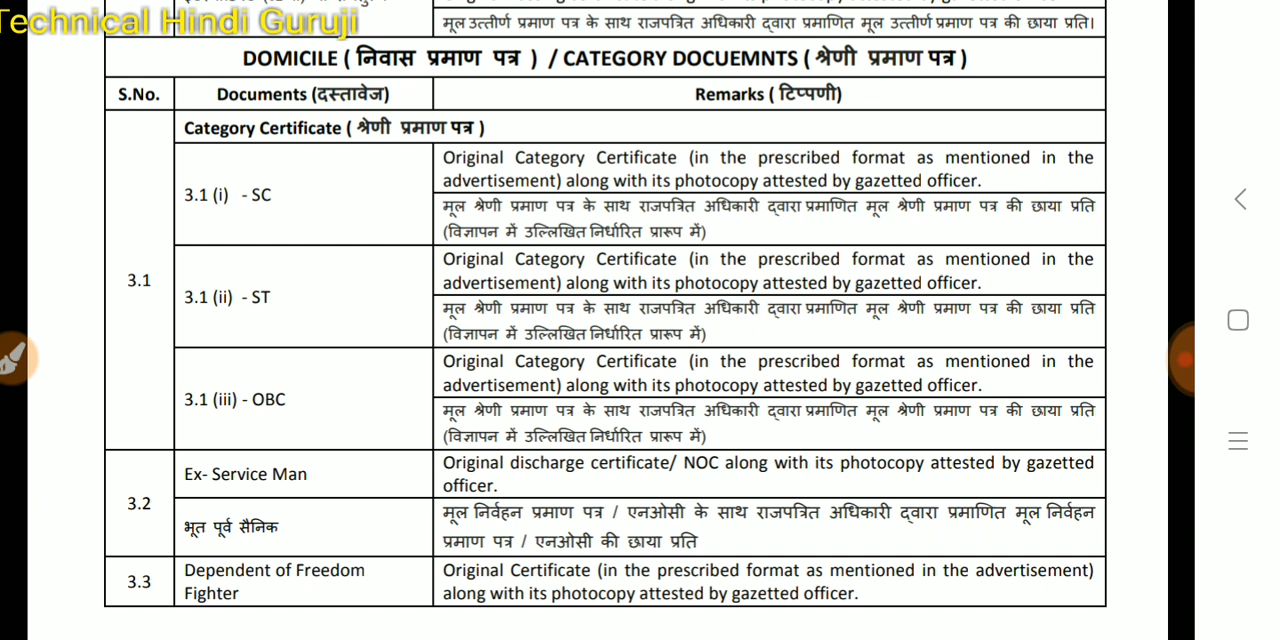 Technical Hindi Guruji
मूल उत्तीर्ण प्रमाण पत्र के साथ राजपत्रित अधिकारी द्वारा प्रमाणित मूल उत्तीर्ण प्रमाण पत्र की छाया प्रति।
DOMICILE ( निवास प्रमाण पत्र ) / CATEGORY DOCUEMNTS ( श्रेणी प्रमाण पत्र )
S.No. Documents (दस्तावेज) Remarks ( टिप्पणी)
Category Certificate ( श्रेणी प्रमाण पत्र )
3.1
3.1 (i) - SC
Original Category Certificate (in the prescribed format as mentioned in the
advertisement) along with its photocopy attested by gazetted officer.
मूल श्रेणी प्रमाण पत्र के साथ राजपत्रित अधिकारी द्वारा प्रमाणित मूल श्रेणी प्रमाण पत्र की छाया प्रति
(विज्ञापन में उल्लिखित निर्धारित प्रारूप में)
3.1 (ii) - ST
Original Category Certificate (in the prescribed format as mentioned in the
advertisement) along with its photocopy attested by gazetted officer.
मूल श्रेणी प्रमाण पत्र के साथ राजपत्रित अधिकारी द्वारा प्रमाणित मूल श्रेणी प्रमाण पत्र की छाया प्रति
(विज्ञापन में उल्लिखित निर्धारित प्रारूप में)
3.1 (iii) - OBC
Original Category Certificate (in the prescribed format as mentioned in the
advertisement) along with its photocopy attested by gazetted officer.
मूल श्रेणी प्रमाण पत्र के साथ राजपत्रित अधिकारी द्वारा प्रमाणित मूल श्रेणी प्रमाण पत्र की छाया प्रति
(विज्ञापन में उल्लिखित निर्धारित प्रारूप में)
3.2
Ex- Service Man
Original discharge certificate/ NOC along with its photocopy attested by gazetted
officer.
भूत पूर्व सैनिक
मूल निर्वहन प्रमाण पत्र / एनओसी के साथ राजपत्रित अधिकारी द्वारा प्रमाणित मूल निर्वहन
प्रमाण पत्र / एनओसी की छाया प्रति
3.3
Dependent of Freedom
Fighter
Original Certificate (in the prescribed format as mentioned in the advertisement)
along with its photocopy attested by gazetted officer.